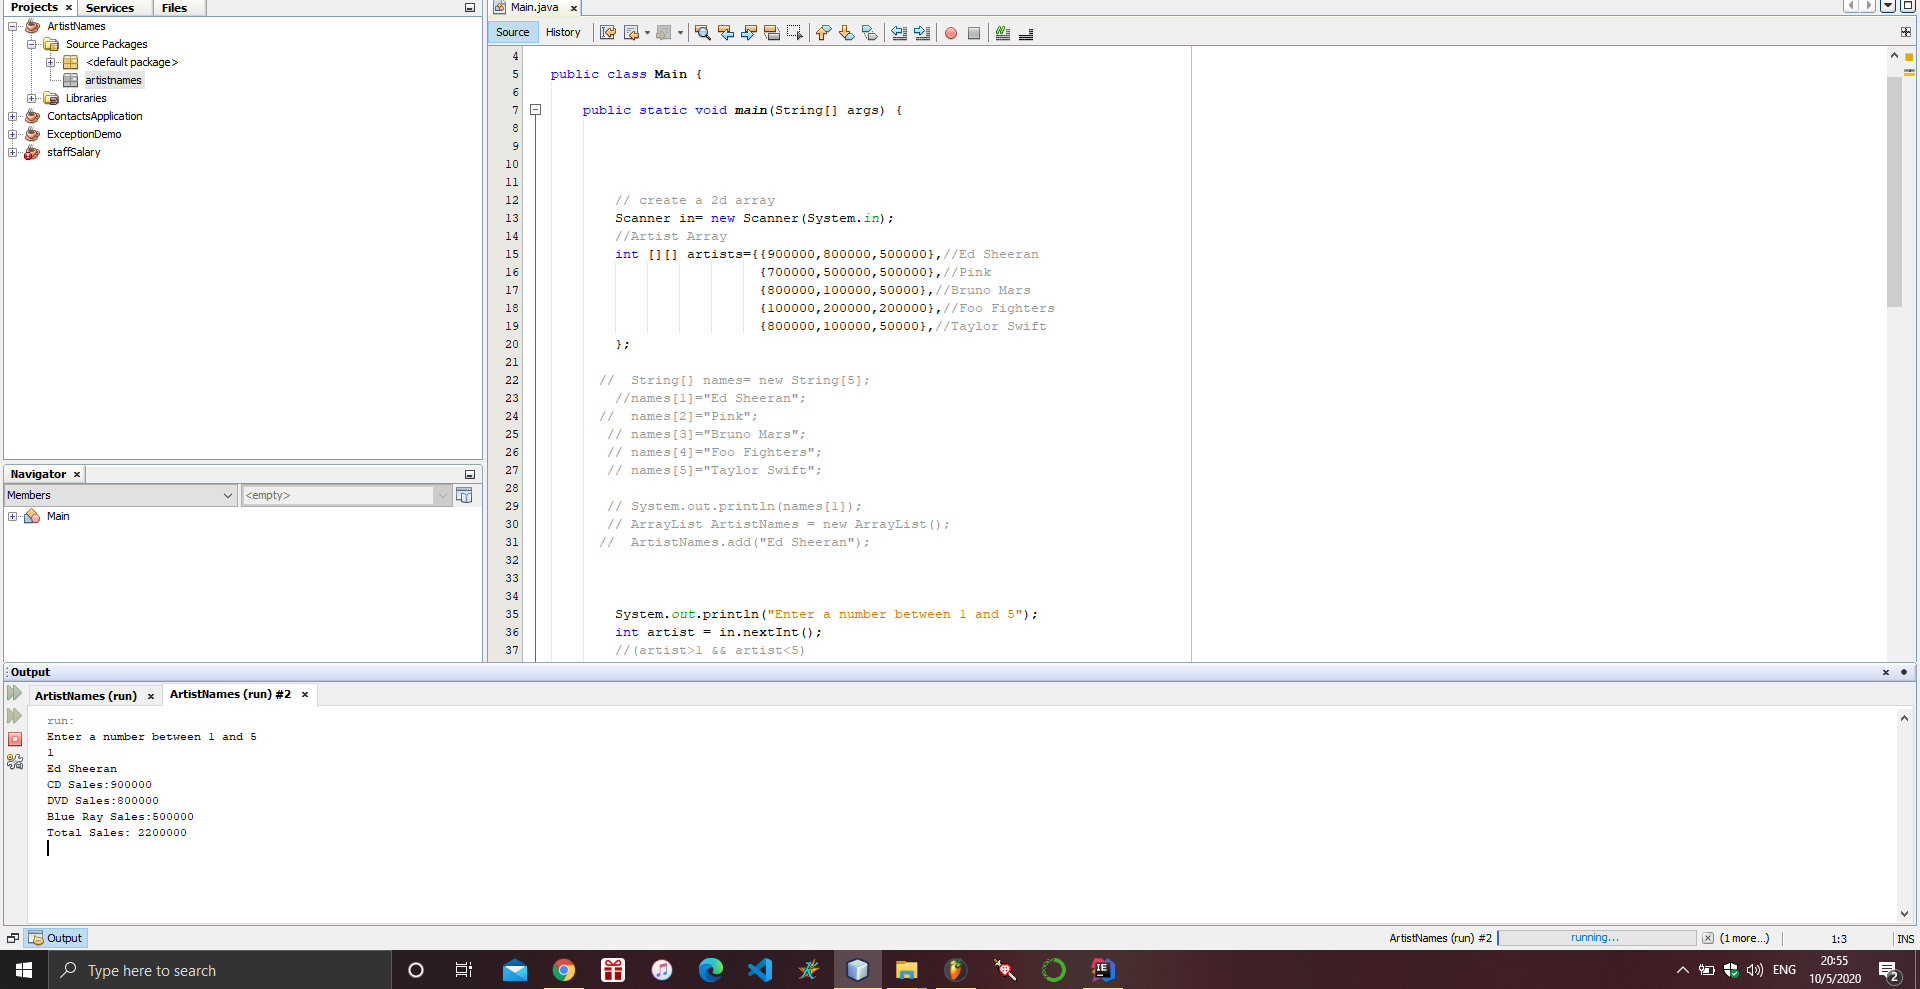 Projects × Services Files
ArtistNames
Source Packages
<default package>
artistnames
Libraries
ContactsApplication
ExceptionDemo
staffSalary
Navigator ×
Members <empty>
Main
Main.java ×
Source History
4
5 public class Main {
6
7 public static void main(String[] args) {
8
9
10
11
12 // create a 2d array
13 Scanner in= new Scanner(System.in);
14 //Artist Array
15 int [][] artists={{900000,800000,500000},//Ed Sheeran
16 {700000,500000,500000},//Pink
17 {800000,100000,50000},//Bruno Mars
18 {100000,200000,200000},//Foo Fighters
19 {800000,100000,50000},//Taylor Swift
20 };
21
22 // String[] names= new String[5];
23 //names[1]="Ed Sheeran";
24 // names[2]="Pink";
25 // names[3]="Bruno Mars";
26 // names[4]="Foo Fighters";
27 // names[5]="Taylor Swift";
28
29 // System.out.println(names[1]);
30 // ArrayList ArtistNames = new ArrayList();
31 // ArtistNames.add("Ed Sheeran");
32
33
34
35 System.out.println("Enter a number between 1 and 5");
36 int artist = in.nextInt();
37 //(artist>1 && artist<5)
Output
ArtistNames (run) × ArtistNames (run) #2 ×
run:
Enter a number between 1 and 5
1
Ed Sheeran
CD Sales:900000
DVD Sales:800000
Blue Ray Sales:500000
Total Sales: 2200000
Output
ArtistNames (run) #2 running... (1 more...) 1:3 INS
Type here to search
ENG
20:55
10/5/2020
2